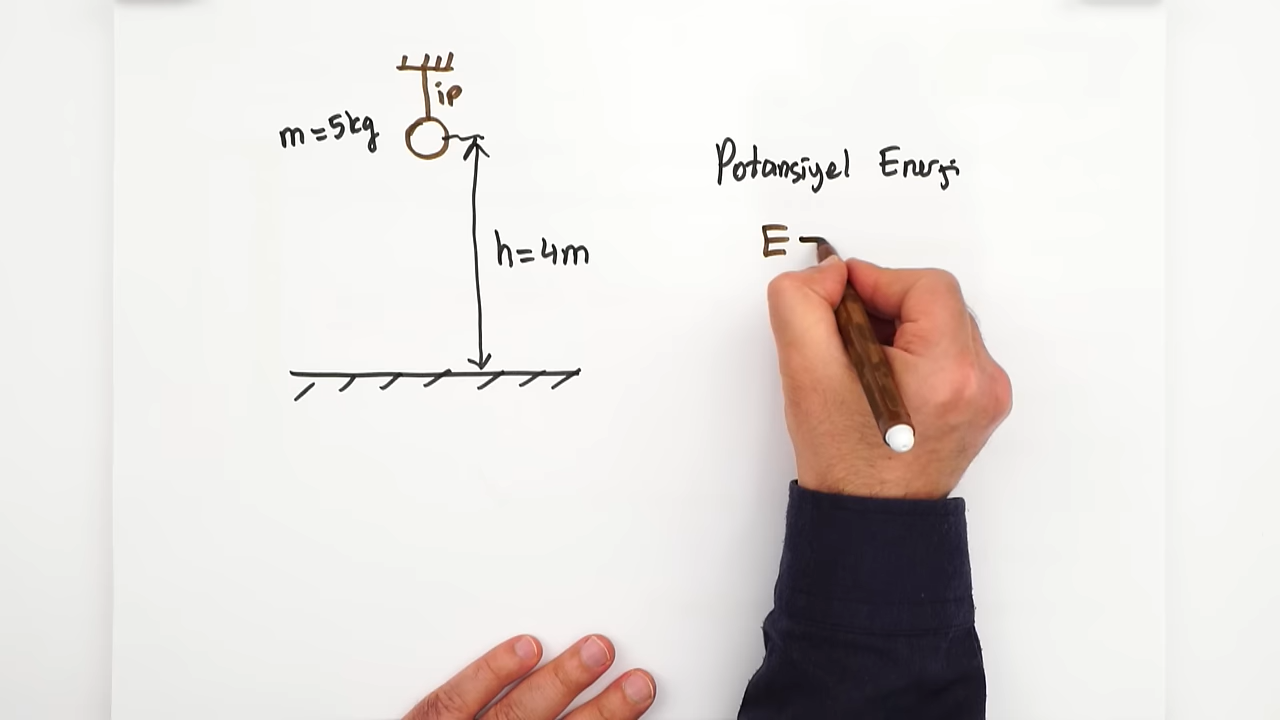 ip
m=5kg
h=4m
Potansiyel Enerji
E=